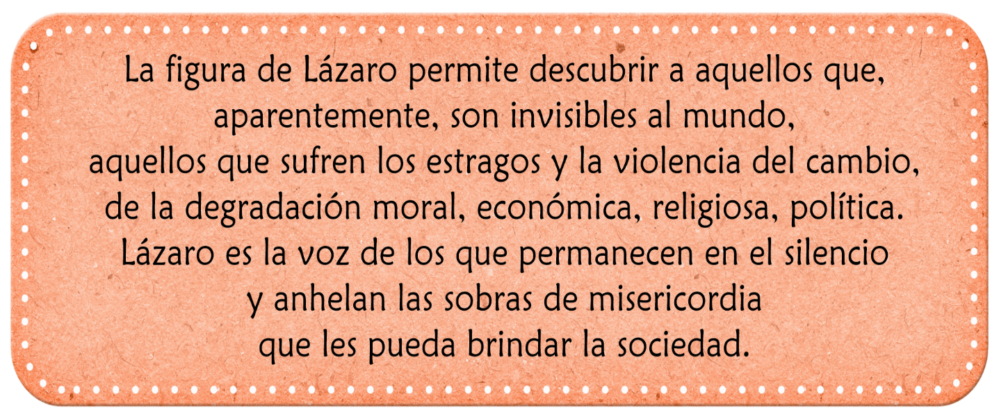 La figura de Lázaro permite descubrir a aquellos que,
aparentemente, son invisibles al mundo,
aquellos que sufren los estragos y la violencia del cambio,
de la degradación moral, económica, religiosa, política.
Lázaro es la voz de los que permanecen en el silencio
y anhelan las sobras de misericordia
que les pueda brindar la sociedad.